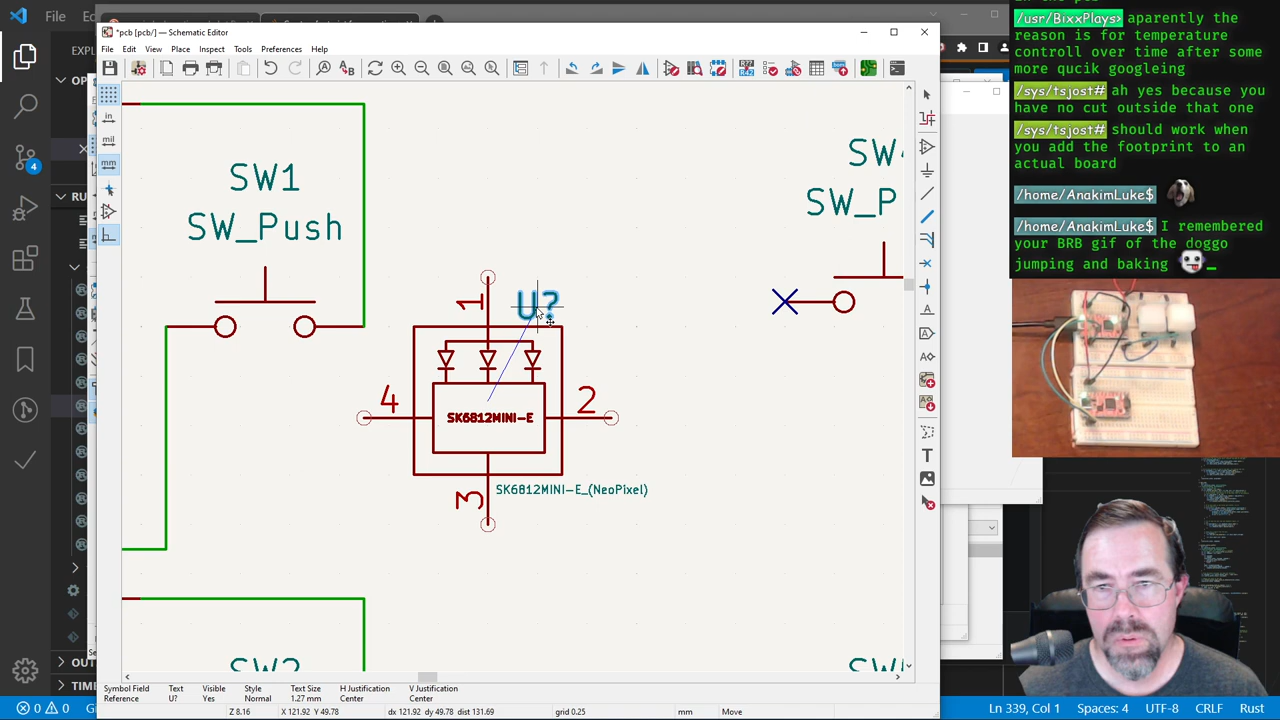 *pcb [pcb/] — Schematic Editor
File Edit View Place Inspect Tools Preferences Help
in
mil
mm
SW1
SW_Push
SW
SW_P
U?
1
4
2
SK6812MINI-E
3
SK6812MINI-E_(NeoPixel)
SW2
Symbol Field
Reference
Text
U?
Visible
Yes
Style
Normal
Text Size
1.27 mm
H Justification
Center
V Justification
Center
Z 8.16
X 121.92 Y 49.78
dx 121.92 dy 49.78 dist 131.69
grid 0.25
mm
Move
EXPL
OP
RU
OUT
TIME
4
0
0
Ln 339, Col 1 Spaces: 4 UTF-8 CRLF Rust
/usr/BixxPlays> aparently the
reason is for temperature
controll over time after some
more qucik googleing
/sys/tsjost# ah yes because you
have no cut outside that one
/sys/tsjost# should work when
you add the footprint to an
actual board
/home/AnakimLuke$
/home/AnakimLuke$ I remembered
your BRB gif of the doggo
jumping and baking